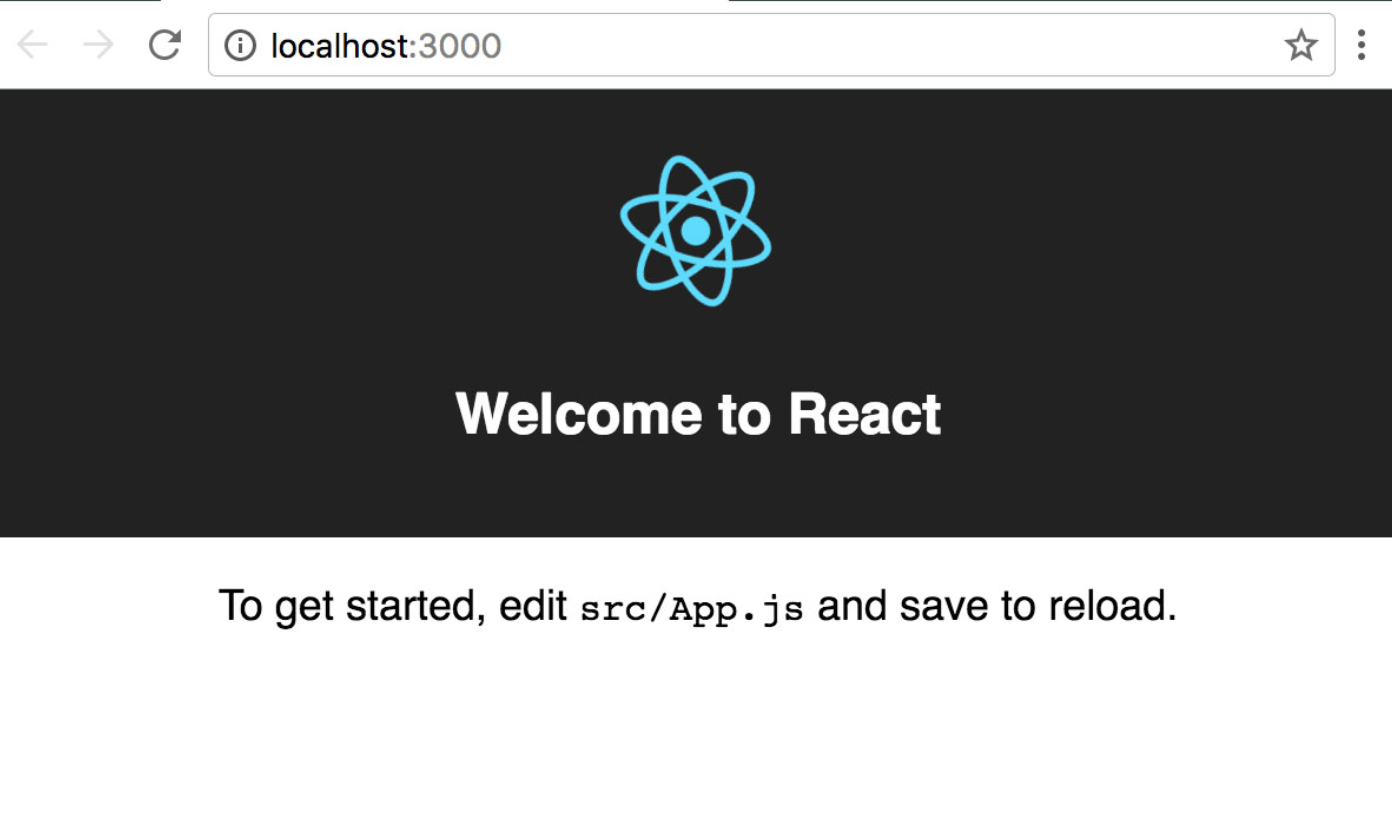 localhost:3000
Welcome to React
To get started, edit src/App.js and save to reload.